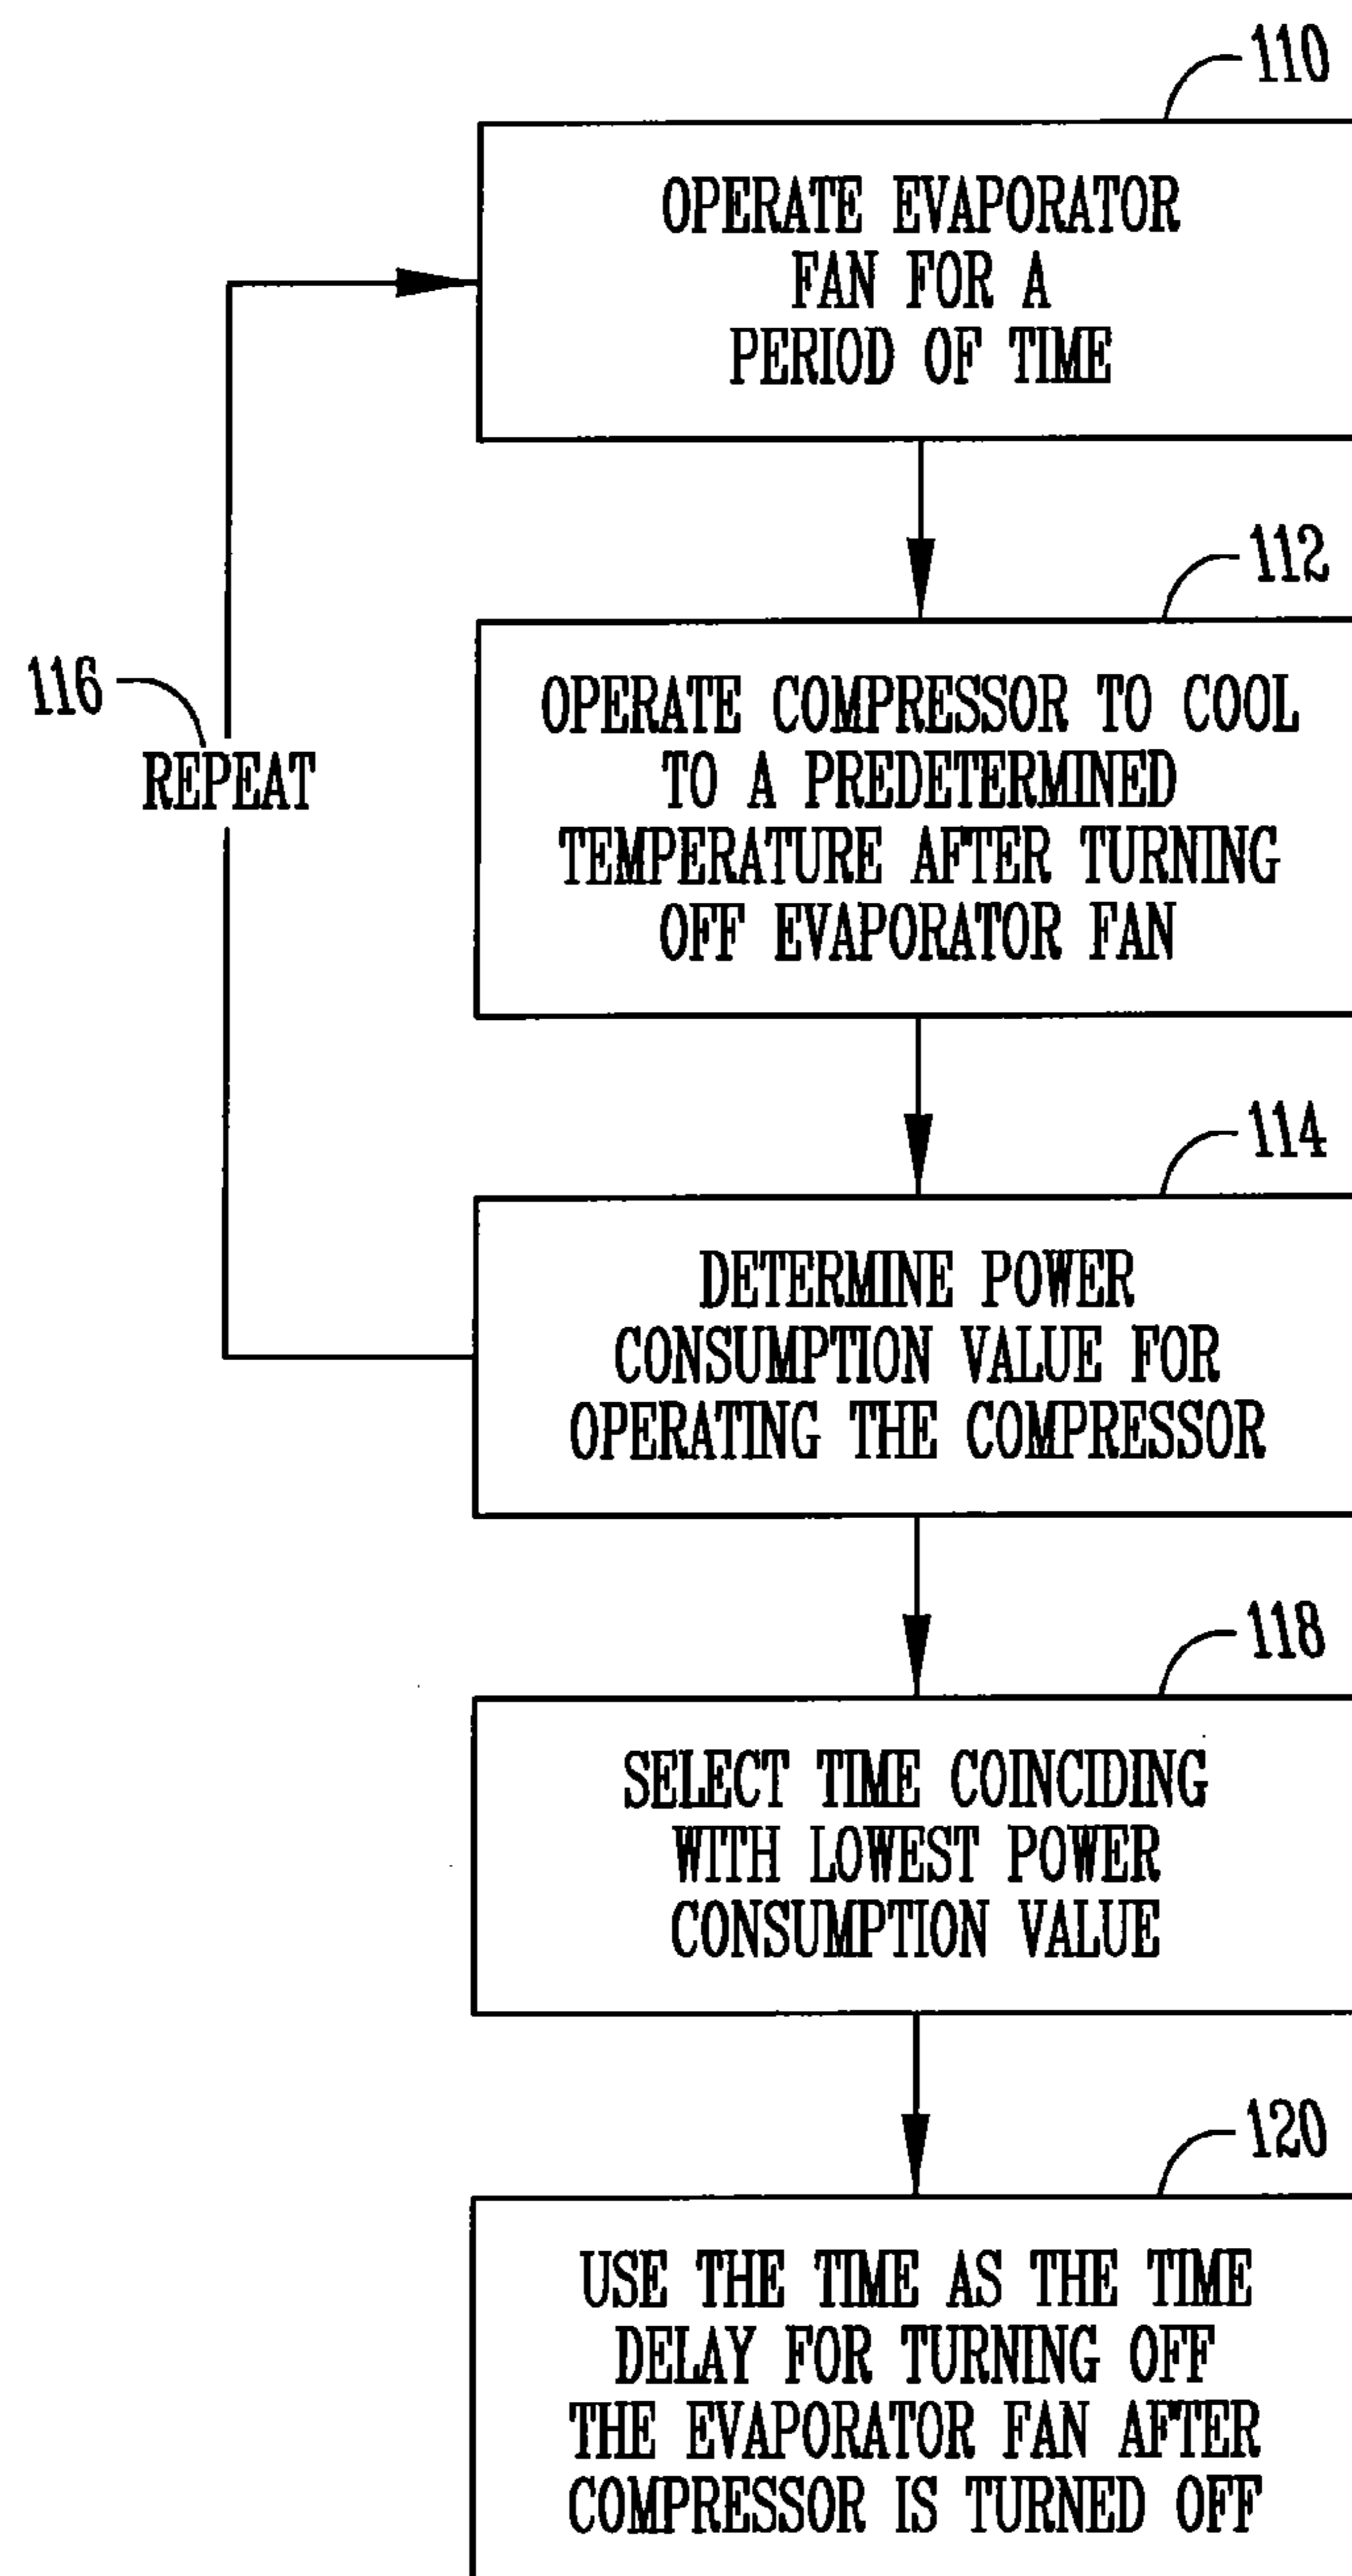 110
OPERATE EVAPORATOR
FAN FOR A
PERIOD OF TIME
112
OPERATE COMPRESSOR TO COOL
TO A PREDETERMINED
TEMPERATURE AFTER TURNING
OFF EVAPORATOR FAN
116
REPEAT
114
DETERMINE POWER
CONSUMPTION VALUE FOR
OPERATING THE COMPRESSOR
118
SELECT TIME COINCIDING
WITH LOWEST POWER
CONSUMPTION VALUE
120
USE THE TIME AS THE TIME
DELAY FOR TURNING OFF
THE EVAPORATOR FAN AFTER
COMPRESSOR IS TURNED OFF